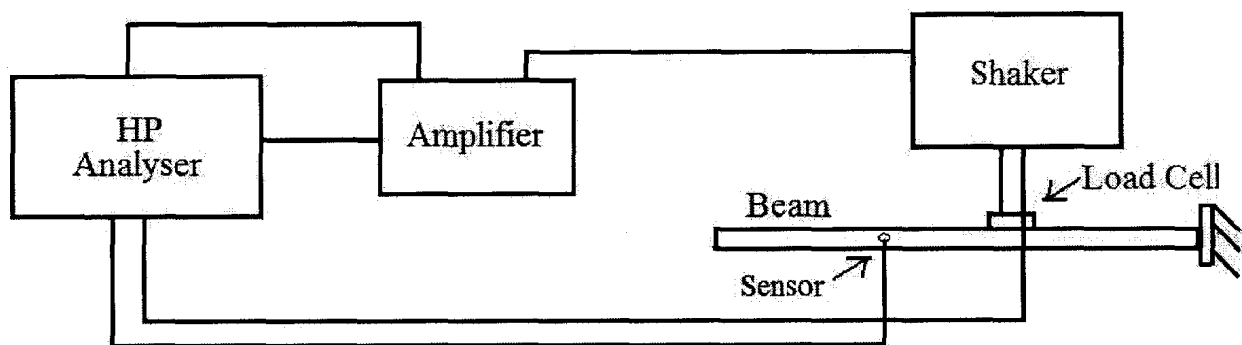 HP
Analyser
Amplifier
Shaker
Load Cell
Beam
Sensor